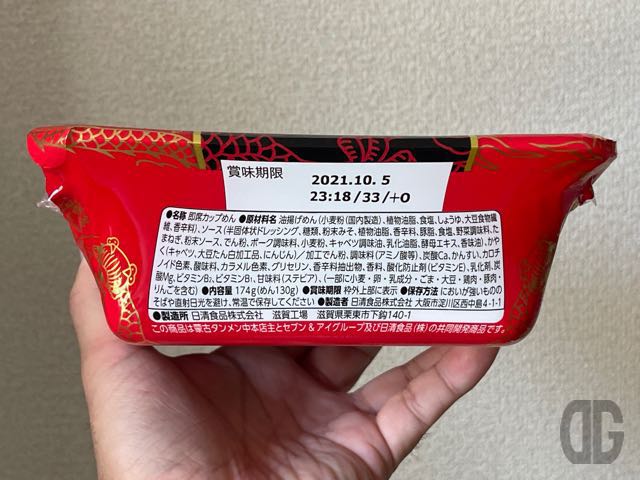 賞味期限
2021.10. 5
23:18/33/+O
●名称 即席カップめん ●原材料名 油揚げめん(小麦粉(国内製造)、植物油脂、食塩、しょうゆ、大豆食物繊
維、香辛料)、ソース(半固体状ドレッシング、糖類、粉末みそ、植物油脂、香辛料、豚脂、食塩、野菜調味料、
たまねぎ、粉末ソース、でん粉、ポーク調味料、小麦粉、キャベツ調味油、乳化油脂、酵母エキス、香味油)、かや
く(キャベツ、大豆たん白加工品、にんじん)/加工でん粉、調味料(アミノ酸等)、炭酸Ca、かんすい、カロチ
ノイド色素、酸味料、カラメル色素、グリセリン、香辛料抽出物、香料、酸化防止剤(ビタミンE)、乳化剤、炭
酸Mg、ビタミンB₂、ビタミンB₁、甘味料(ステビア)、(一部に小麦・卵・乳成分・ごま・大豆・鶏肉・豚肉・
りんごを含む) ●内容量 174g(めん130g) ●賞味期限 枠外上部に表示 ●保存方法 においが強いものの
そばや直射日光を避け、常温で保存してください ●製造者 日清食品株式会社 大阪市淀川区西中島4-1-1
●製造所 日清食品株式会社 滋賀工場 滋賀県栗東市下鈎140-1
この商品は蒙古タンメン中本店主とセブン&アイグループ及び日清食品(株)の共同開発商品です。
DG